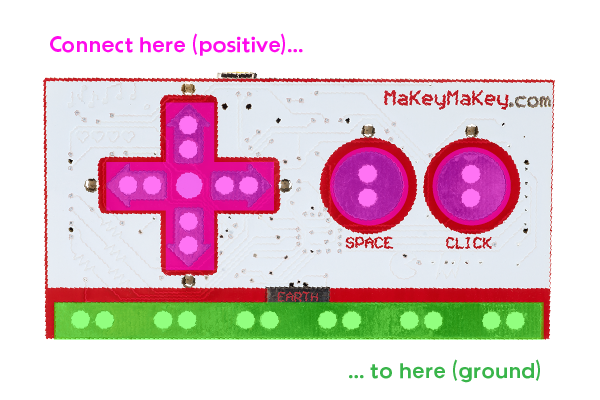 Connect here (positive)...
MaKeyMaKey.com
SPACE
CLICK
EARTH
... to here (ground)